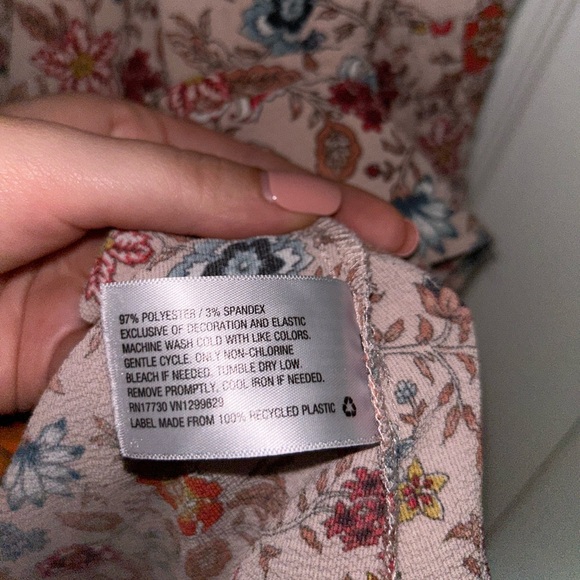 97% POLYESTER / 3% SPANDEX
EXCLUSIVE OF DECORATION AND ELASTIC
MACHINE WASH COLD WITH LIKE COLORS.
GENTLE CYCLE. ONLY NON-CHLORINE
BLEACH IF NEEDED. TUMBLE DRY LOW.
REMOVE PROMPTLY. COOL IRON IF NEEDED.
RN17730 VN1299629
LABEL MADE FROM 100% RECYCLED PLASTIC